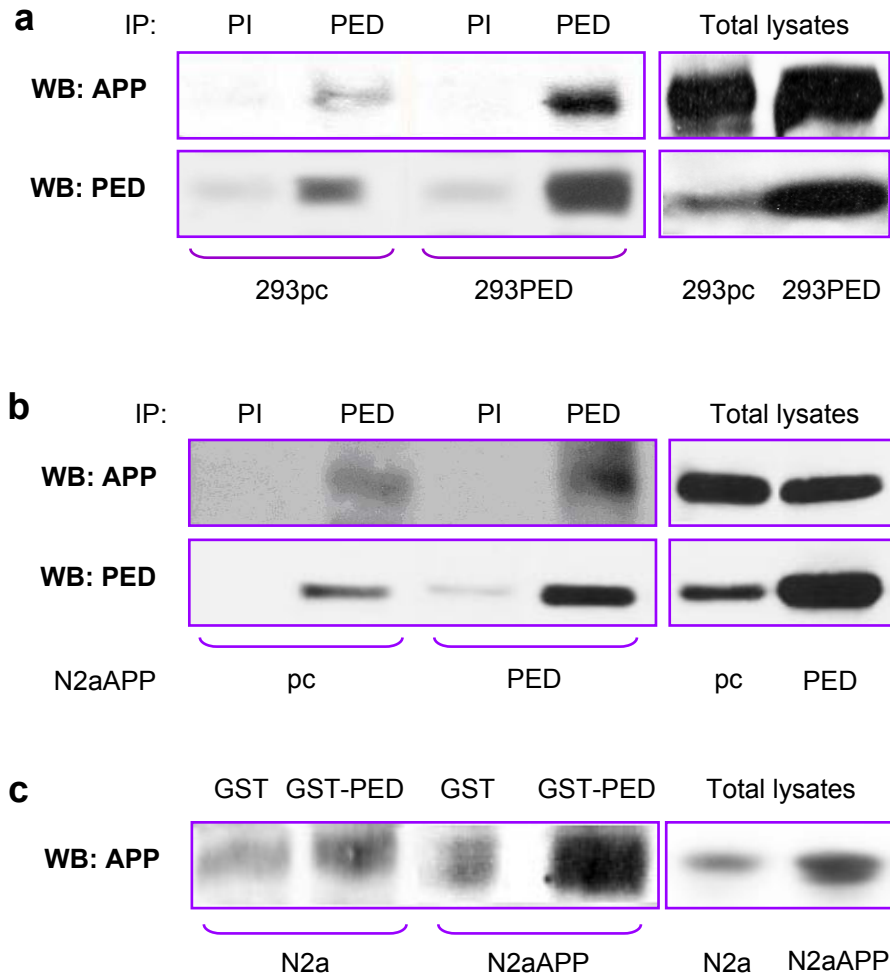 a
IP: PI PED PI PED Total lysates
WB: APP
WB: PED
293pc 293PED 293pc 293PED
b
IP: PI PED PI PED Total lysates
WB: APP
WB: PED
N2aAPP pc PED pc PED
c
GST GST-PED GST GST-PED Total lysates
WB: APP
N2a N2aAPP N2a N2aAPP